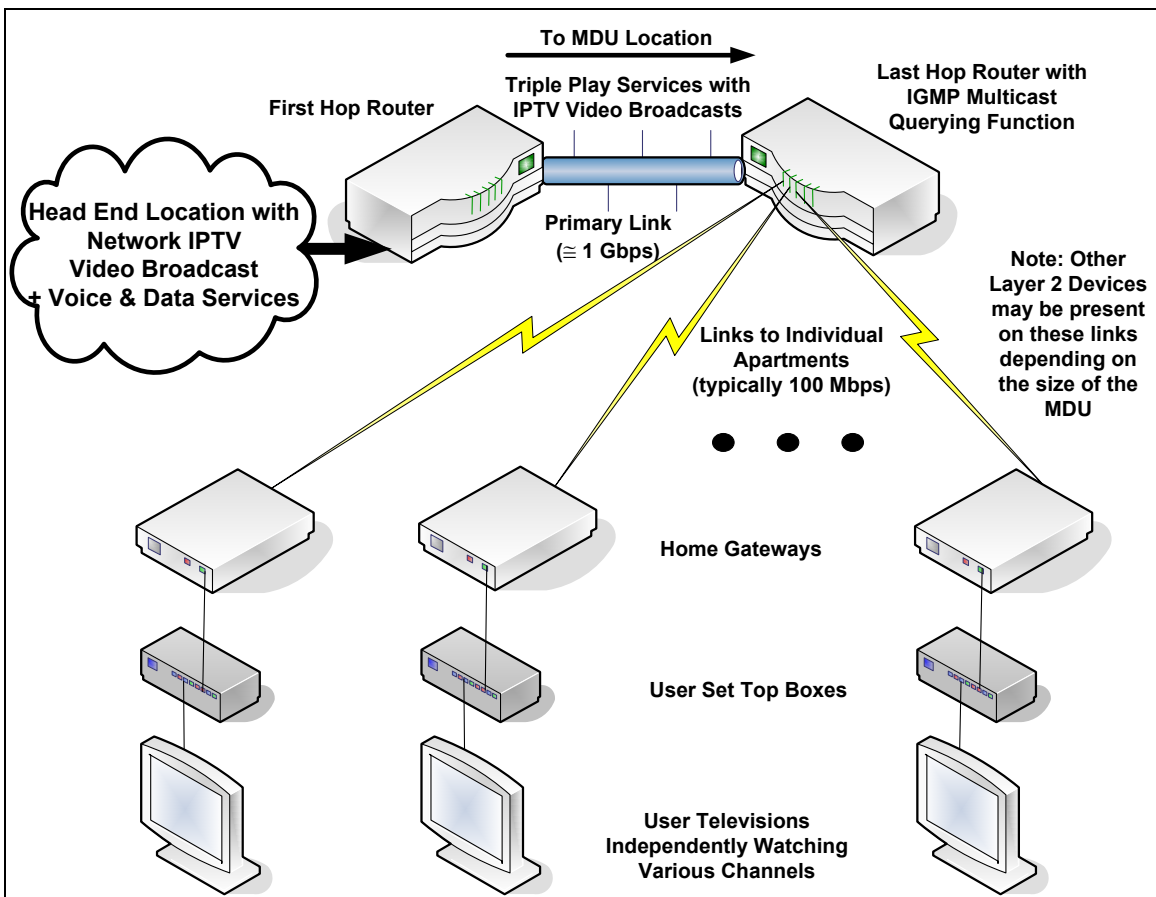 To MDU Location
Triple Play Services with
IPTV Video Broadcasts
First Hop Router
Last Hop Router with
IGMP Multicast
Querying Function
Head End Location with
Network IPTV
Video Broadcast
+ Voice & Data Services
Primary Link
(≅ 1 Gbps)
Note: Other
Layer 2 Devices
may be present
on these links
depending on
the size of the
MDU
Links to Individual
Apartments
(typically 100 Mbps)
Home Gateways
User Set Top Boxes
User Televisions
Independently Watching
Various Channels